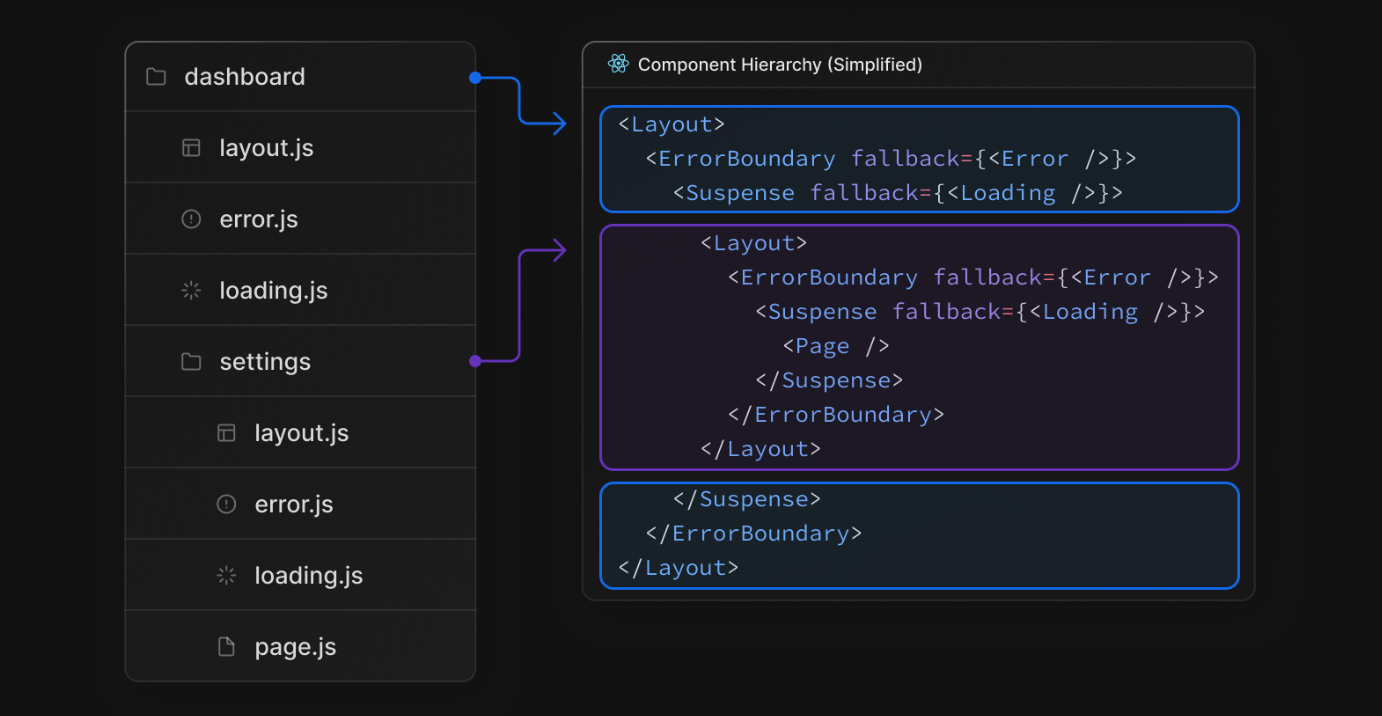 dashboard
layout.js
error.js
loading.js
settings
layout.js
error.js
loading.js
page.js
Component Hierarchy (Simplified)
<Layout>
<ErrorBoundary fallback={<Error />}>
<Suspense fallback={<Loading />}>
<Layout>
<ErrorBoundary fallback={<Error />}>
<Suspense fallback={<Loading />}>
<Page />
</Suspense>
</ErrorBoundary>
</Layout>
</Suspense>
</ErrorBoundary>
</Layout>